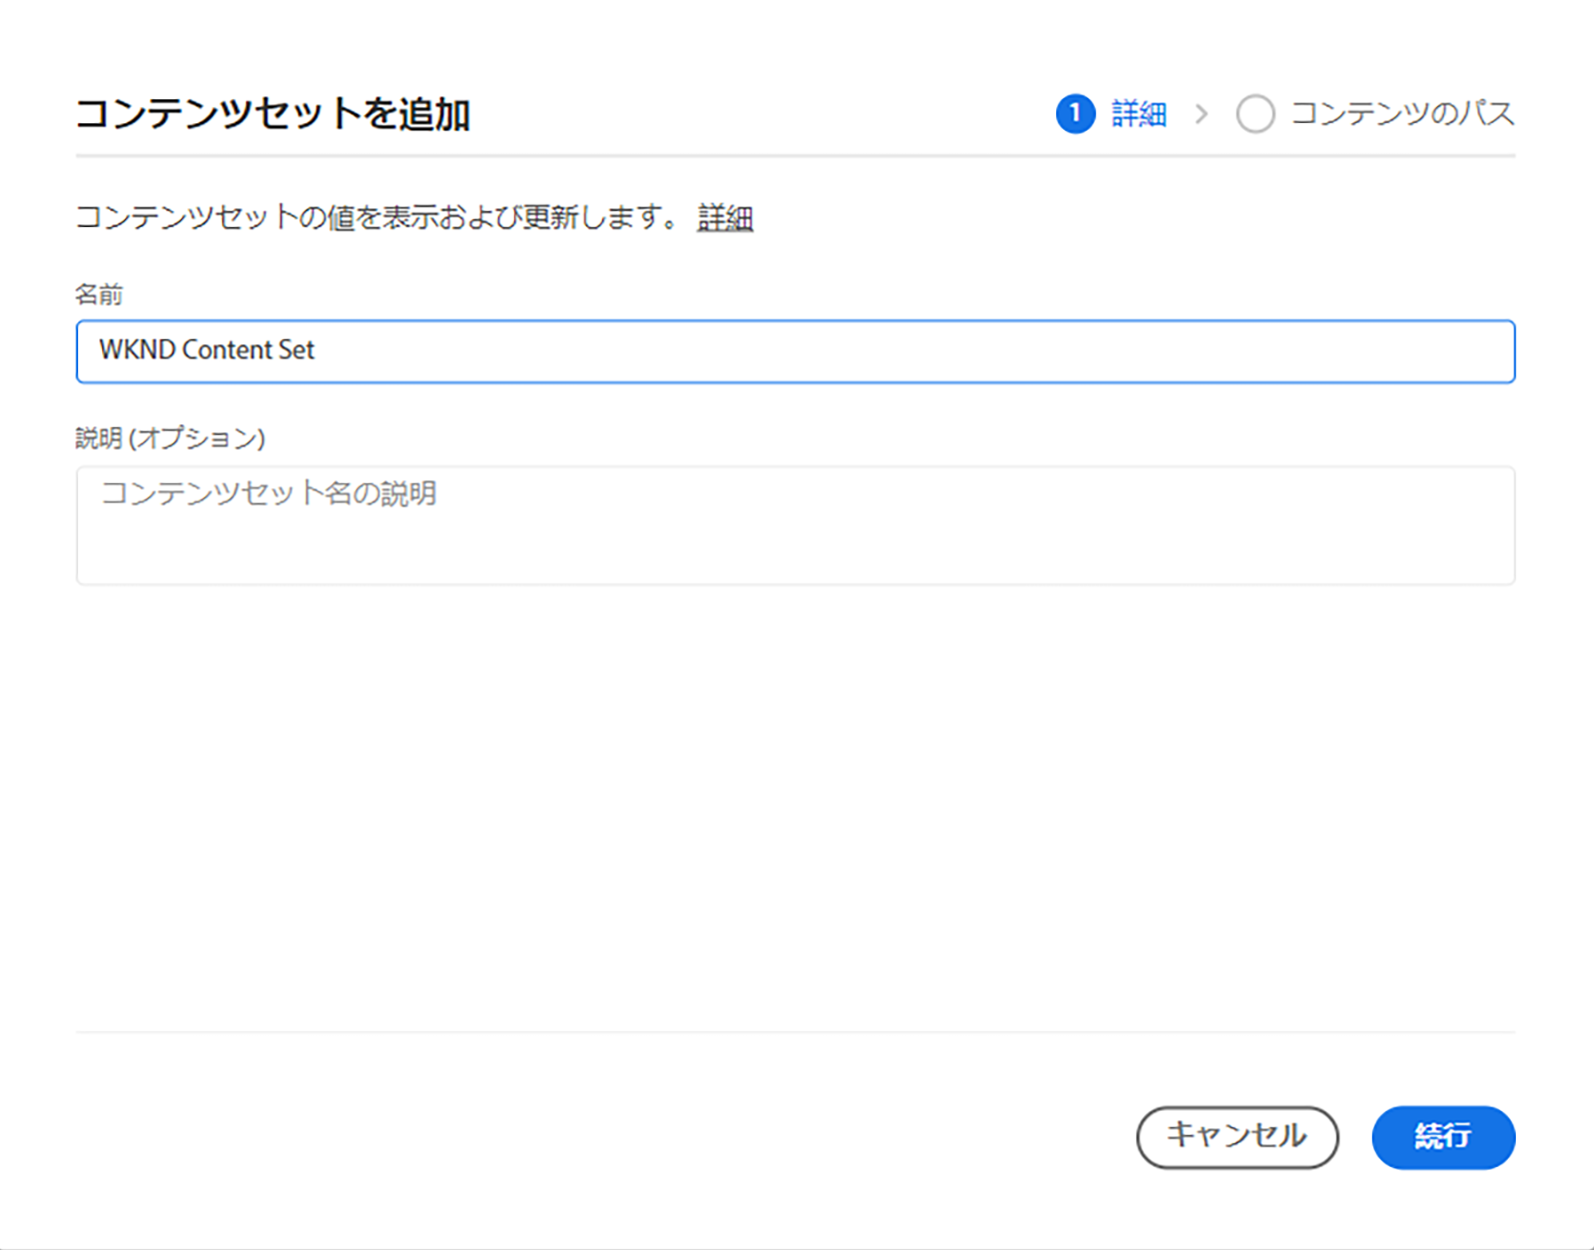 コンテンツセットを追加
1 詳細 > コンテンツのパス
コンテンツセットの値を表示および更新します。 詳細
名前
WKND Content Set
説明 (オプション)
コンテンツセット名の説明
キャンセル
続行